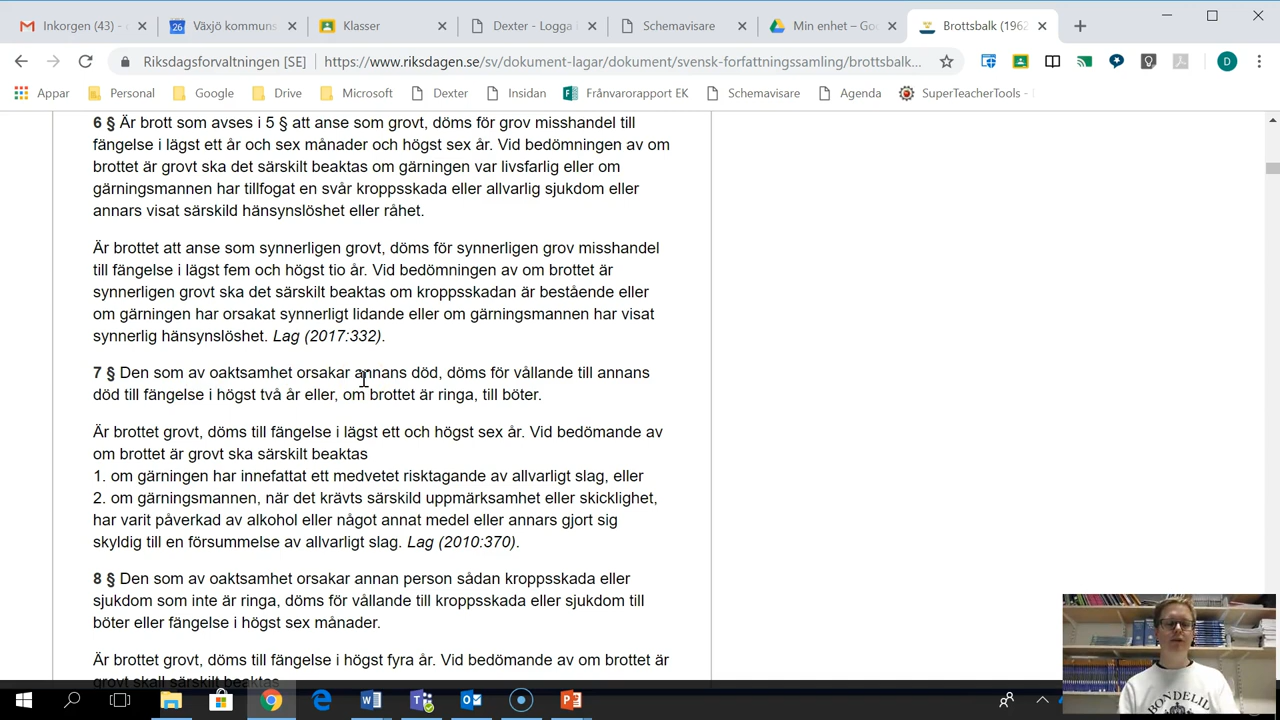 Inkorgen (43) -
Växjö kommuns
Klasser
Dexter - Logga
Schemavisare
Min enhet – Goo
Brottsbalk (1962
Riksdagsforvaltningen [SE]
https://www.riksdagen.se/sv/dokument-lagar/dokument/svensk-forfattningssamling/brottsbalk...
D
Appar
Personal
Google
Drive
Microsoft
Dexter
Insidan
Frånvarorapport EK
Schemavisare
Agenda
SuperTeacherTools -
6 § Är brott som avses i 5 § att anse som grovt, döms för grov misshandel till
fängelse i lägst ett år och sex månader och högst sex år. Vid bedömningen av om
brottet är grovt ska det särskilt beaktas om gärningen var livsfarlig eller om
gärningsmannen har tillfogat en svår kroppsskada eller allvarlig sjukdom eller
annars visat särskild hänsynslöshet eller råhet.
Är brottet att anse som synnerligen grovt, döms för synnerligen grov misshandel
till fängelse i lägst fem och högst tio år. Vid bedömningen av om brottet är
synnerligen grovt ska det särskilt beaktas om kroppsskadan är bestående eller
om gärningen har orsakat synnerligt lidande eller om gärningsmannen har visat
synnerlig hänsynslöshet. Lag (2017:332).
7 § Den som av oaktsamhet orsakar annans död, döms för vållande till annans
död till fängelse i högst två år eller, om brottet är ringa, till böter.
Är brottet grovt, döms till fängelse i lägst ett och högst sex år. Vid bedömande av
om brottet är grovt ska särskilt beaktas
1. om gärningen har innefattat ett medvetet risktagande av allvarligt slag, eller
2. om gärningsmannen, när det krävts särskild uppmärksamhet eller skicklighet,
har varit påverkad av alkohol eller något annat medel eller annars gjort sig
skyldig till en försummelse av allvarligt slag. Lag (2010:370).
8 § Den som av oaktsamhet orsakar annan person sådan kroppsskada eller
sjukdom som inte är ringa, döms för vållande till kroppsskada eller sjukdom till
böter eller fängelse i högst sex månader.
Är brottet grovt, döms till fängelse i högst fyra år. Vid bedömande av om brottet är
grovt skall särskilt beaktas
BONDELIL